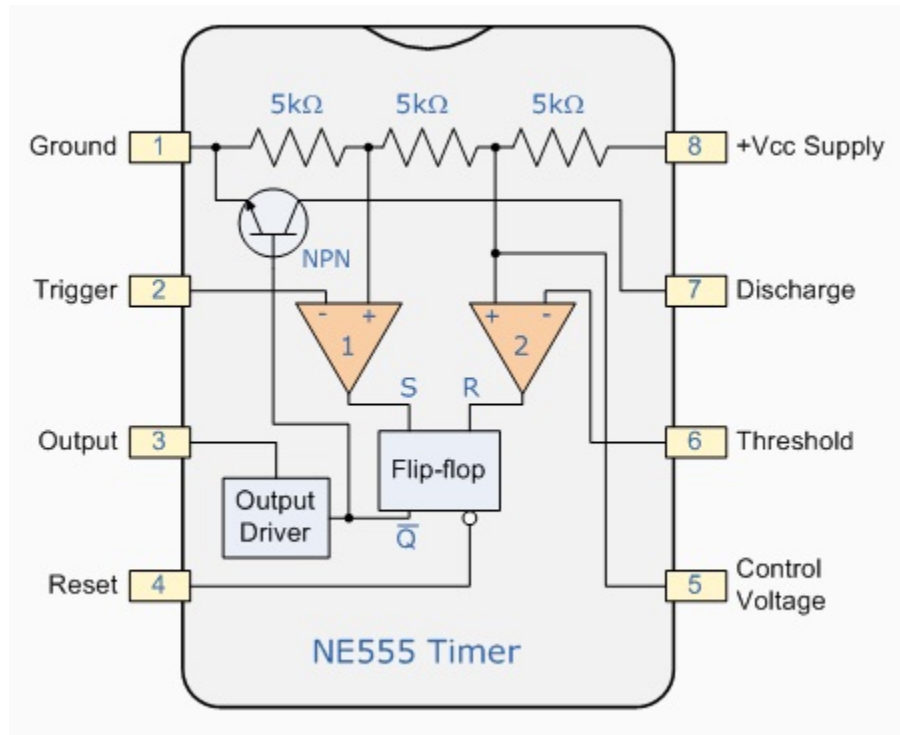 5kΩ 5kΩ 5kΩ
Ground 1 8 +Vcc Supply
NPN
Trigger 2 7 Discharge
- + + -
1 2
S R
Output 3 6 Threshold
Flip-flop
Output
Driver
Q̅
Reset 4 5 Control
Voltage
NE555 Timer